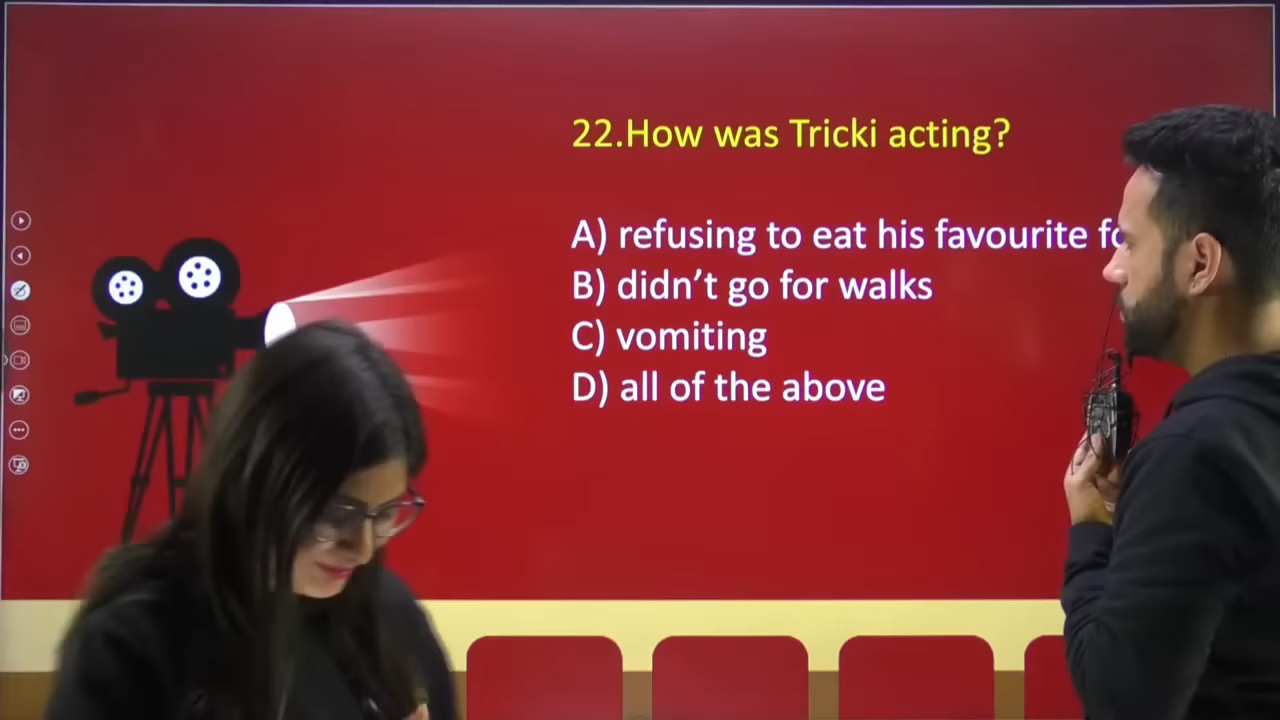 22.How was Tricki acting?
A) refusing to eat his favourite
B) didn’t go for walks
C) vomiting
D) all of the above